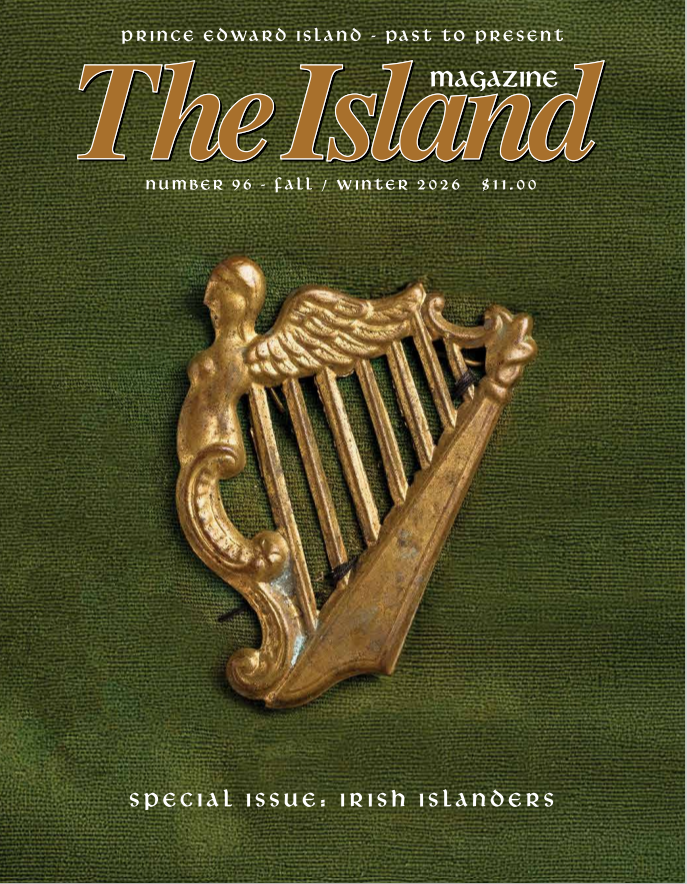 PRINCE EDWARD ISLAND - PAST TO PRESENT
The Island
MAGAZINE
NUMBER 96 - FALL / WINTER 2026 $11.00
SPECIAL ISSUE: IRISH ISLANDERS